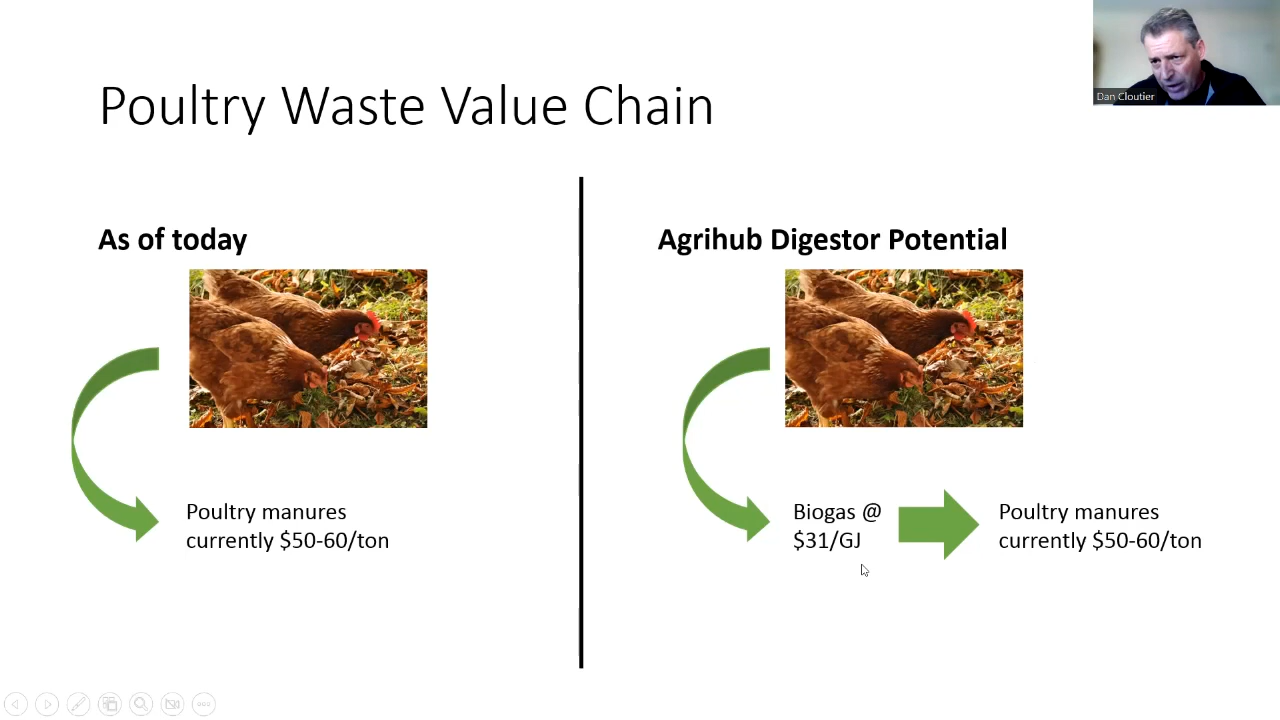 Poultry Waste Value Chain
Dan Cloutier
As of today
Poultry manures
currently $50-60/ton
Agrihub Digestor Potential
Biogas @
$31/GJ
Poultry manures
currently $50-60/ton